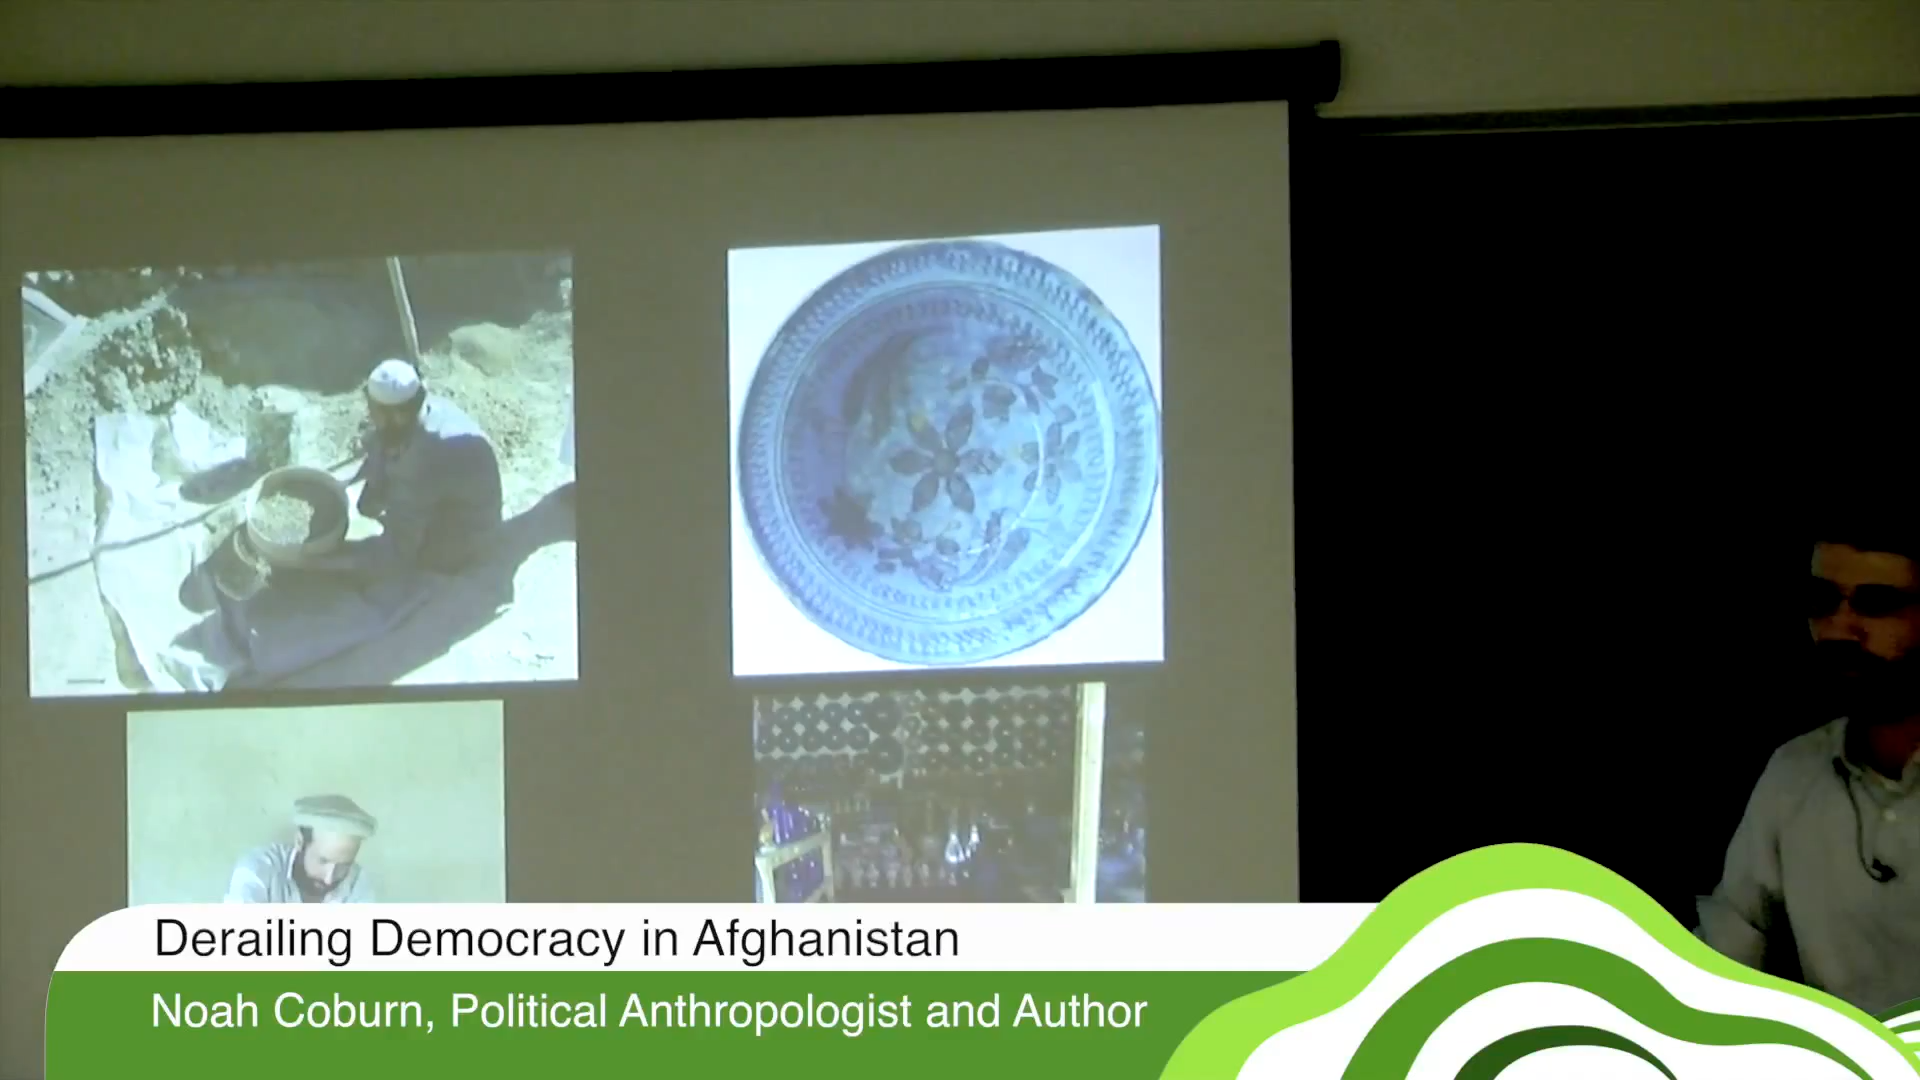 Derailing Democracy in Afghanistan
Noah Coburn, Political Anthropologist and Author